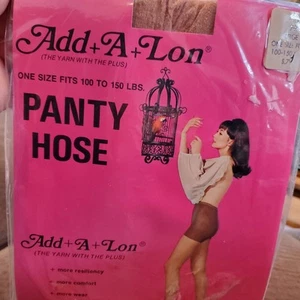 Add+A+Lon®
(THE YARN WITH THE PLUS)
ONE SIZE FITS 100 TO 150 LBS.
PANTY
HOSE
Add+A+Lon®
(THE YARN WITH THE PLUS)
• more resiliency
• more comfort
• more wear